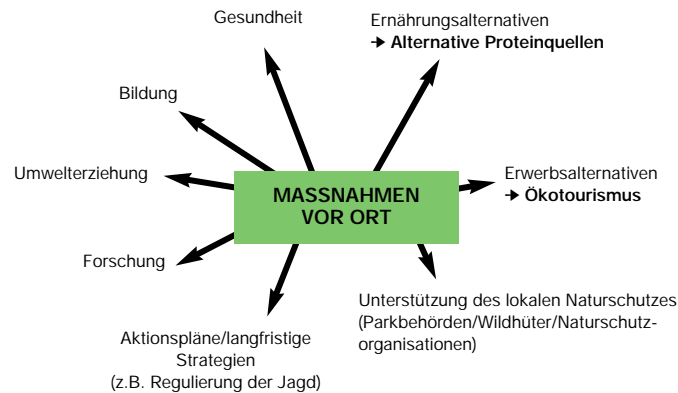 Gesundheit
Ernährungsalternativen
→ Alternative Proteinquellen
Bildung
Umwelterziehung
Erwerbsalternativen
→ Ökotourismus
MASSNAHMEN
VOR ORT
Forschung
Unterstützung des lokalen Naturschutzes
(Parkbehörden/Wildhüter/Naturschutz-
organisationen)
Aktionspläne/langfristige
Strategien
(z.B. Regulierung der Jagd)